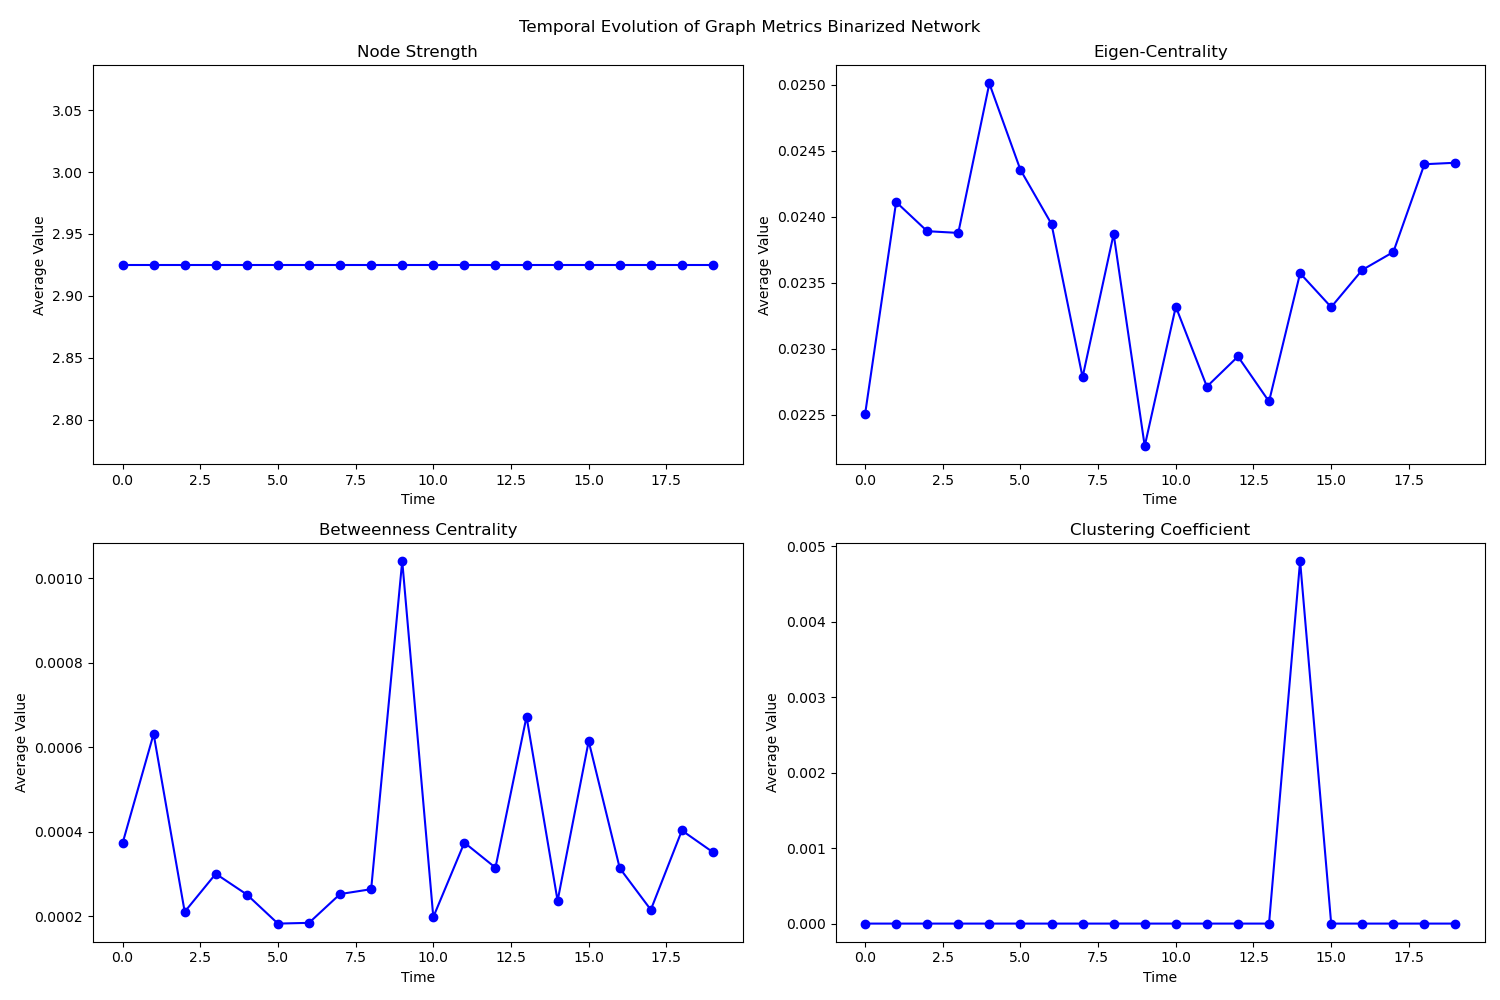 Temporal Evolution of Graph Metrics Binarized Network
Node Strength
3.05
3.00
2.95
2.90
2.85
2.80
Average Value
0.0 2.5 5.0 7.5 10.0 12.5 15.0 17.5
Time
Eigen-Centrality
0.0250
0.0245
0.0240
0.0235
0.0230
0.0225
Average Value
0.0 2.5 5.0 7.5 10.0 12.5 15.0 17.5
Time
Betweenness Centrality
0.0010
0.0008
0.0006
0.0004
0.0002
Average Value
0.0 2.5 5.0 7.5 10.0 12.5 15.0 17.5
Time
Clustering Coefficient
0.005
0.004
0.003
0.002
0.001
0.000
Average Value
0.0 2.5 5.0 7.5 10.0 12.5 15.0 17.5
Time